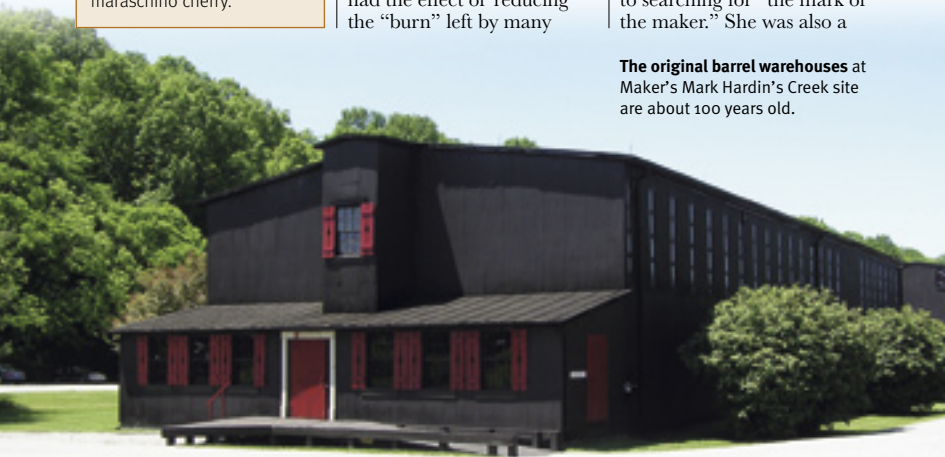 maraschino cherry.
had the effect of reducing
the “burn” left by many
to searching for “the mark of
the maker.” She was also a
The original barrel warehouses at
Maker’s Mark Hardin’s Creek site
are about 100 years old.